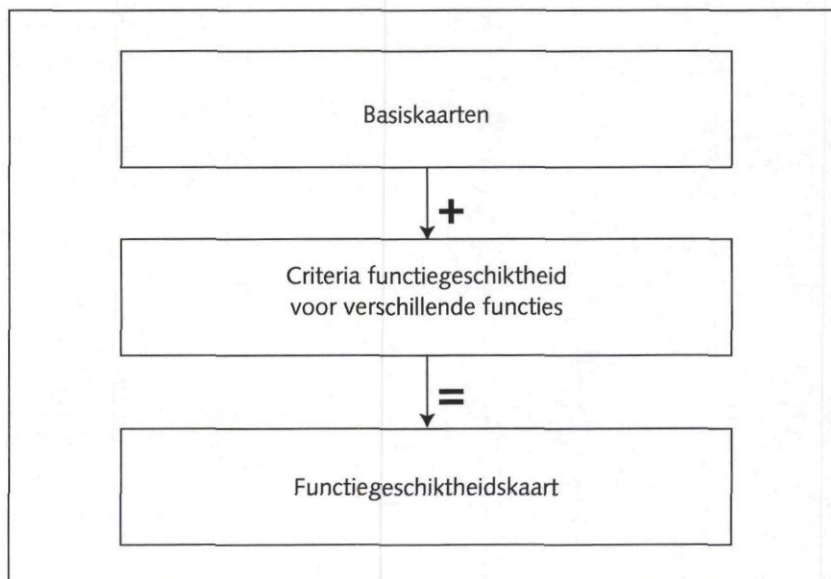 Basiskaarten
+
Criteria functiegeschiktheid
voor verschillende functies
=
Functiegeschiktheidskaart